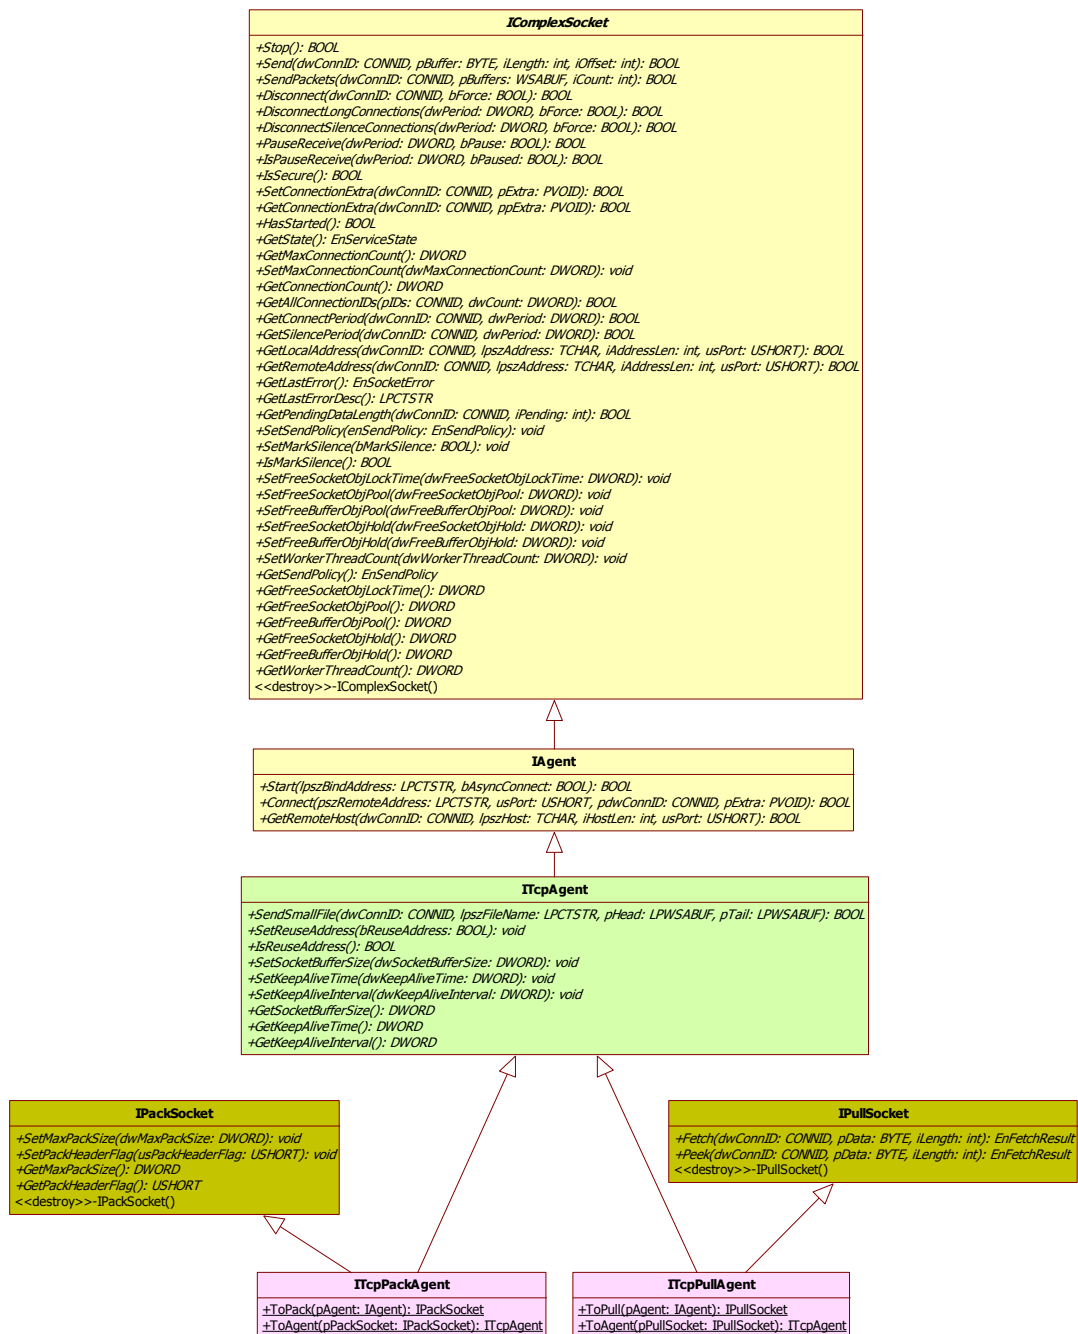 IComplexSocket
+Stop(): BOOL
+Send(dwConnID: CONNID, pBuffer: BYTE, iLength: int, iOffset: int): BOOL
+SendPackets(dwConnID: CONNID, pBuffers: WSABUF, iCount: int): BOOL
+Disconnect(dwConnID: CONNID, bForce: BOOL): BOOL
+DisconnectLongConnections(dwPeriod: DWORD, bForce: BOOL): BOOL
+DisconnectSilenceConnections(dwPeriod: DWORD, bForce: BOOL): BOOL
+PauseReceive(dwPeriod: DWORD, bPause: BOOL): BOOL
+IsPauseReceive(dwPeriod: DWORD, bPaused: BOOL): BOOL
+IsSecure(): BOOL
+SetConnectionExtra(dwConnID: CONNID, pExtra: PVOID): BOOL
+GetConnectionExtra(dwConnID: CONNID, ppExtra: PVOID): BOOL
+HasStarted(): BOOL
+GetState(): EnServiceState
+GetMaxConnectionCount(): DWORD
+SetMaxConnectionCount(dwMaxConnectionCount: DWORD): void
+GetConnectionCount(): DWORD
+GetAllConnectionIDs(pIDs: CONNID, dwCount: DWORD): BOOL
+GetConnectPeriod(dwConnID: CONNID, dwPeriod: DWORD): BOOL
+GetSilencePeriod(dwConnID: CONNID, dwPeriod: DWORD): BOOL
+GetLocalAddress(dwConnID: CONNID, lpszAddress: TCHAR, iAddressLen: int, usPort: USHORT): BOOL
+GetRemoteAddress(dwConnID: CONNID, lpszAddress: TCHAR, iAddressLen: int, usPort: USHORT): BOOL
+GetLastError(): EnSocketError
+GetLastErrorDesc(): LPCTSTR
+GetPendingDataLength(dwConnID: CONNID, iPending: int): BOOL
+SetSendPolicy(enSendPolicy: EnSendPolicy): void
+SetMarkSilence(bMarkSilence: BOOL): void
+IsMarkSilence(): BOOL
+SetFreeSocketObjLockTime(dwFreeSocketObjLockTime: DWORD): void
+SetFreeSocketObjPool(dwFreeSocketObjPool: DWORD): void
+SetFreeBufferObjPool(dwFreeBufferObjPool: DWORD): void
+SetFreeSocketObjHold(dwFreeSocketObjHold: DWORD): void
+SetFreeBufferObjHold(dwFreeBufferObjHold: DWORD): void
+SetWorkerThreadCount(dwWorkerThreadCount: DWORD): void
+GetSendPolicy(): EnSendPolicy
+GetFreeSocketObjLockTime(): DWORD
+GetFreeSocketObjPool(): DWORD
+GetFreeBufferObjPool(): DWORD
+GetFreeSocketObjHold(): DWORD
+GetFreeBufferObjHold(): DWORD
+GetWorkerThreadCount(): DWORD
<<destroy>>-IComplexSocket()
IAgent
+Start(lpszBindAddress: LPCTSTR, bAsyncConnect: BOOL): BOOL
+Connect(pszRemoteAddress: LPCTSTR, usPort: USHORT, pdwConnID: CONNID, pExtra: PVOID): BOOL
+GetRemoteHost(dwConnID: CONNID, lpszHost: TCHAR, iHostLen: int, usPort: USHORT): BOOL
ITcpAgent
+SendSmallFile(dwConnID: CONNID, lpszFileName: LPCTSTR, pHead: LPWSABUF, pTail: LPWSABUF): BOOL
+SetReuseAddress(bReuseAddress: BOOL): void
+IsReuseAddress(): BOOL
+SetSocketBufferSize(dwSocketBufferSize: DWORD): void
+SetKeepAliveTime(dwKeepAliveTime: DWORD): void
+SetKeepAliveInterval(dwKeepAliveInterval: DWORD): void
+GetSocketBufferSize(): DWORD
+GetKeepAliveTime(): DWORD
+GetKeepAliveInterval(): DWORD
IPackSocket
+SetMaxPackSize(dwMaxPackSize: DWORD): void
+SetPackHeaderFlag(usPackHeaderFlag: USHORT): void
+GetMaxPackSize(): DWORD
+GetPackHeaderFlag(): USHORT
<<destroy>>-IPackSocket()
IPullSocket
+Fetch(dwConnID: CONNID, pData: BYTE, iLength: int): EnFetchResult
+Peek(dwConnID: CONNID, pData: BYTE, iLength: int): EnFetchResult
<<destroy>>-IPullSocket()
ITcpPackAgent
+ToPack(pAgent: IAgent): IPackSocket
+ToAgent(pPackSocket: IPackSocket): ITcpAgent
ITcpPullAgent
+ToPull(pAgent: IAgent): IPullSocket
+ToAgent(pPullSocket: IPullSocket): ITcpAgent